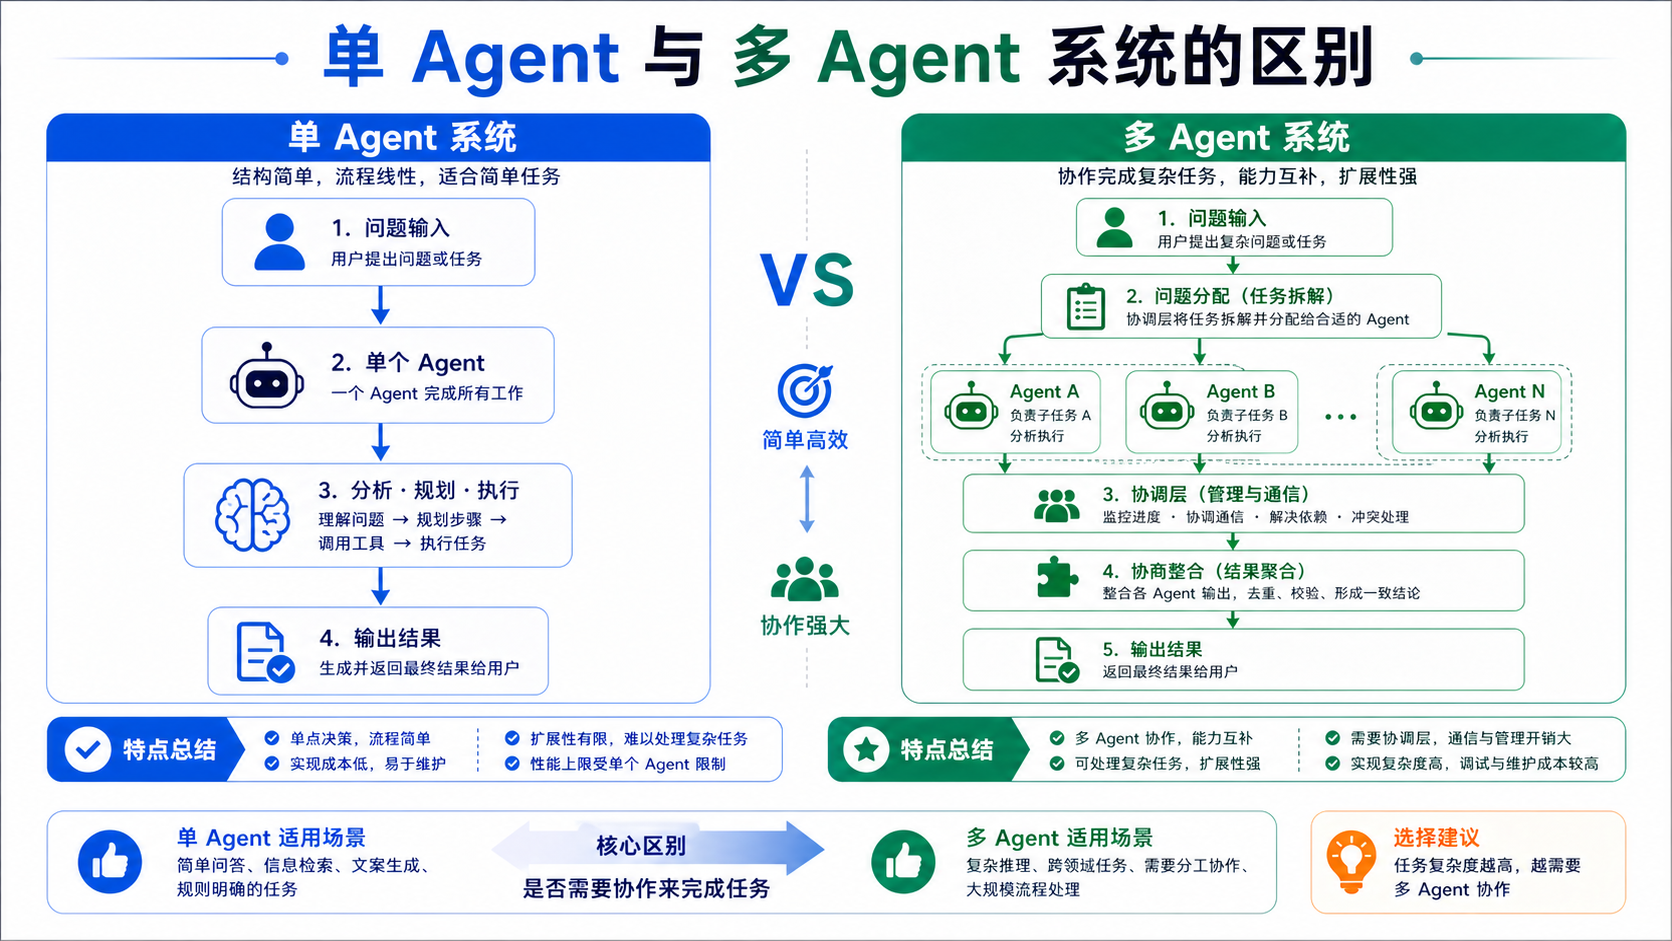 单 Agent 与 多 Agent 系统的区别
单 Agent 系统
结构简单，流程线性，适合简单任务
1. 问题输入
用户提出问题或任务
2. 单个 Agent
一个 Agent 完成所有工作
3. 分析·规划·执行
理解问题 → 规划步骤 →
调用工具 → 执行任务
4. 输出结果
生成并返回最终结果给用户
VS
简单高效
协作强大
多 Agent 系统
协作完成复杂任务，能力互补，扩展性强
1. 问题输入
用户提出复杂问题或任务
2. 问题分配（任务拆解）
协调层将任务拆解并分配给合适的 Agent
Agent A
负责子任务 A
分析执行
Agent B
负责子任务 B
分析执行
···
Agent N
负责子任务 N
分析执行
3. 协调层（管理与通信）
监控进度 · 协调通信 · 解决依赖 · 冲突处理
4. 协商整合（结果聚合）
整合各 Agent 输出，去重、校验、形成一致结论
5. 输出结果
返回最终结果给用户
特点总结
单点决策，流程简单
实现成本低，易于维护
扩展性有限，难以处理复杂任务
性能上限受单个 Agent 限制
特点总结
多 Agent 协作，能力互补
可处理复杂任务，扩展性强
需要协调层，通信与管理开销大
实现复杂度高，调试与维护成本较高
单 Agent 适用场景
简单问答、信息检索、文案生成、
规则明确的任务
核心区别
是否需要协作来完成任务
多 Agent 适用场景
复杂推理、跨领域任务、需要分工协作、
大规模流程处理
选择建议
任务复杂度越高，越需要
多 Agent 协作